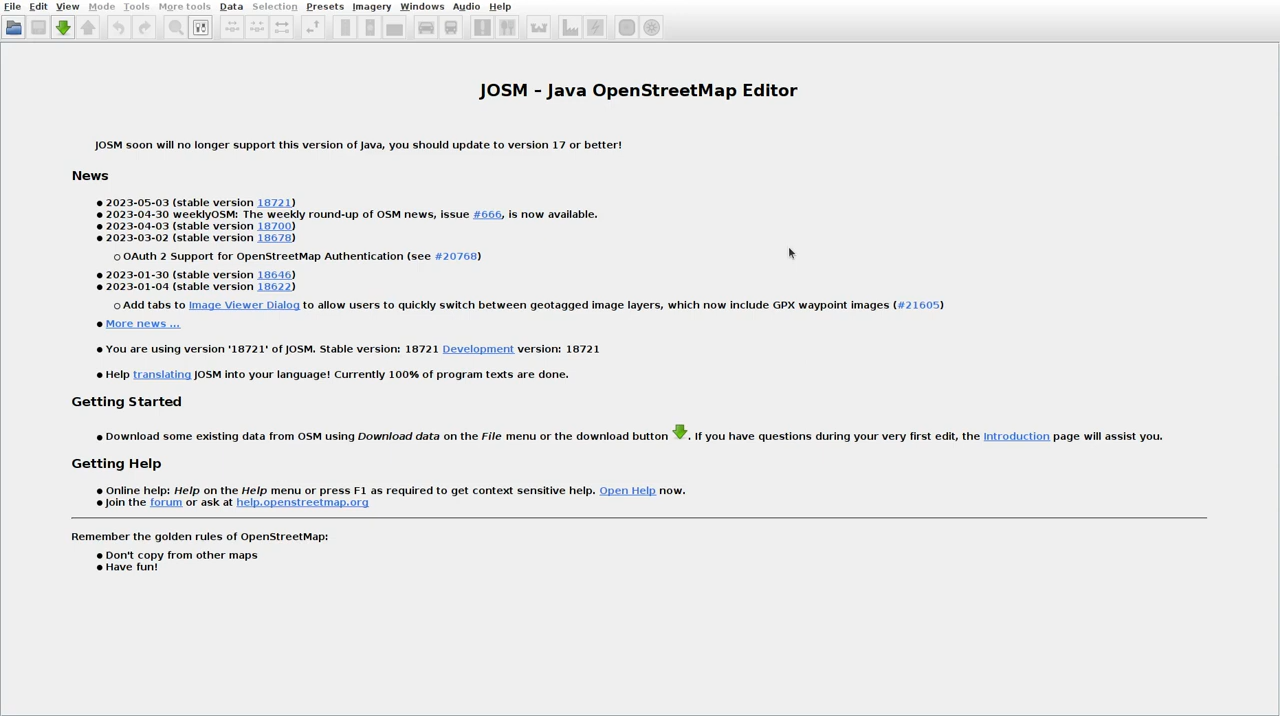 File Edit View Mode Tools More tools Data Selection Presets Imagery Windows Audio Help
JOSM – Java OpenStreetMap Editor
JOSM soon will no longer support this version of Java, you should update to version 17 or better!
News
● 2023-05-03 (stable version 18721)
● 2023-04-30 weeklyOSM: The weekly round-up of OSM news, issue #666, is now available.
● 2023-04-03 (stable version 18700)
● 2023-03-02 (stable version 18678)
○ OAuth 2 Support for OpenStreetMap Authentication (see #20768)
● 2023-01-30 (stable version 18646)
● 2023-01-04 (stable version 18622)
○ Add tabs to Image Viewer Dialog to allow users to quickly switch between geotagged image layers, which now include GPX waypoint images (#21605)
● More news ...
● You are using version '18721' of JOSM. Stable version: 18721 Development version: 18721
● Help translating JOSM into your language! Currently 100% of program texts are done.
Getting Started
● Download some existing data from OSM using Download data on the File menu or the download button . If you have questions during your very first edit, the Introduction page will assist you.
Getting Help
● Online help: Help on the Help menu or press F1 as required to get context sensitive help. Open Help now.
● Join the forum or ask at help.openstreetmap.org
Remember the golden rules of OpenStreetMap:
● Don't copy from other maps
● Have fun!